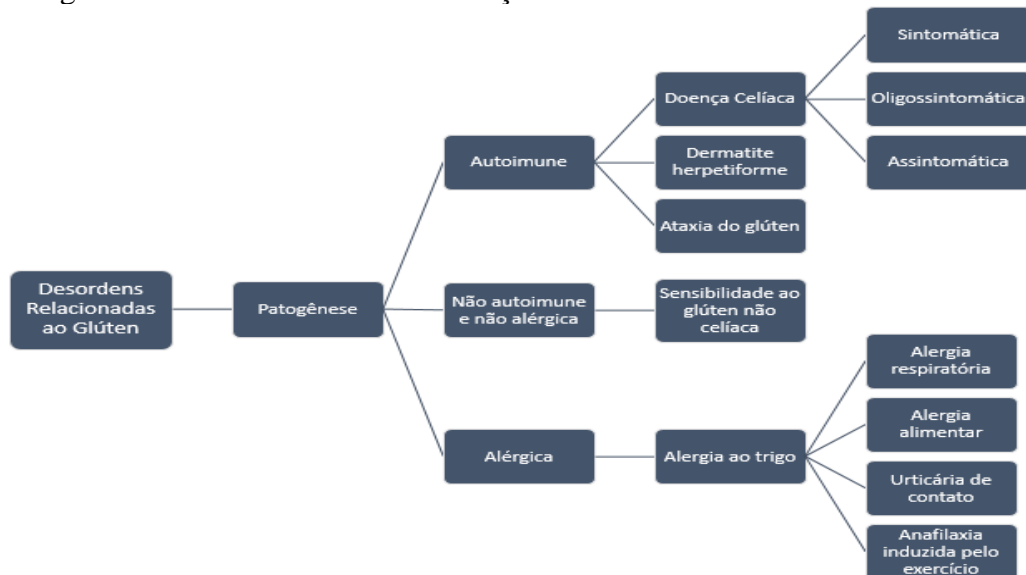 Sintomática
Doença Celíaca
Oligossintomática
Autoimune
Dermatite
herpetiforme
Assintomática
Ataxia do glúten
Desordens
Relacionadas
ao Glúten
Patogênese
Não autoimune
e não alérgica
Sensibilidade ao
glúten não
celíaca
Alérgica
Alergia ao trigo
Alergia
respiratória
Alergia
alimentar
Urticária de
contato
Anafilaxia
induzida pelo
exercício